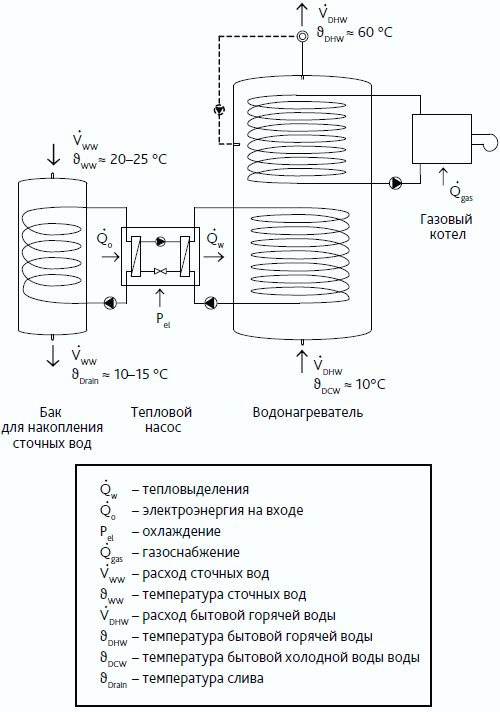 V̇DHW
ϑDHW ≈ 60 °C
V̇WW
ϑWW ≈ 20–25 °C
Q̇gas
Газовый
котел
Q̇o
Q̇w
Pel
V̇WW
ϑDrain ≈ 10–15 °C
V̇DHW
ϑDCW ≈ 10°C
Бак
для накопления
сточных вод
Тепловой
насос
Водонагреватель
Q̇w – тепловыделения
Q̇o – электроэнергия на входе
Pel – охлаждение
Q̇gas – газоснабжение
V̇WW – расход сточных вод
ϑWW – температура сточных вод
V̇DHW – расход бытовой горячей воды
ϑDHW – температура бытовой горячей воды
ϑDCW – температура бытовой холодной воды воды
ϑDrain – температура слива